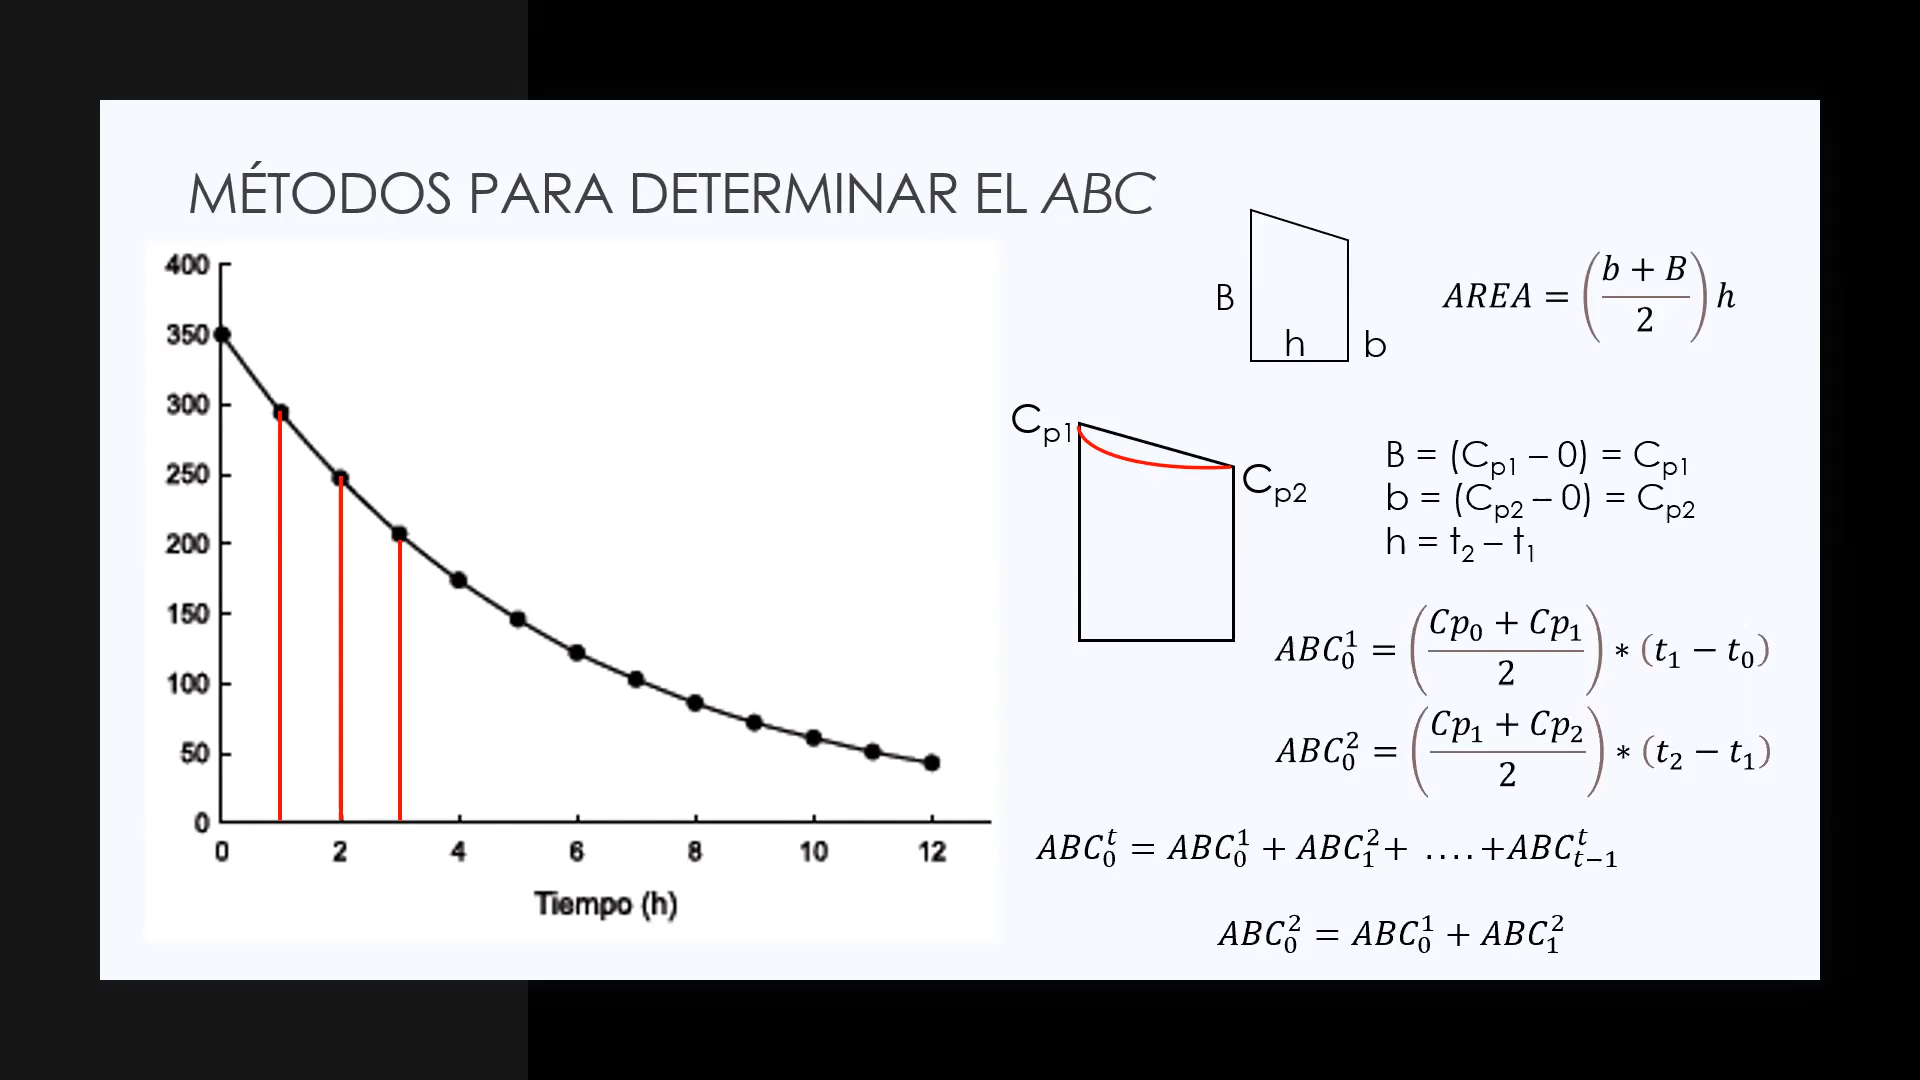 MÉTODOS PARA DETERMINAR EL ABC
400
350
300
250
200
150
100
50
0
0 2 4 6 8 10 12
Tiempo (h)
B
h
b
AREA = ((b + B)/2) h
C_p1
C_p2
B = (C_p1 – 0) = C_p1
b = (C_p2 – 0) = C_p2
h = t_2 – t_1
ABC_0^1 = ((Cp_0 + Cp_1)/2) * (t_1 − t_0)
ABC_0^2 = ((Cp_1 + Cp_2)/2) * (t_2 − t_1)
ABC_0^t = ABC_0^1 + ABC_1^2 + .... + ABC_{t−1}^t
ABC_0^2 = ABC_0^1 + ABC_1^2